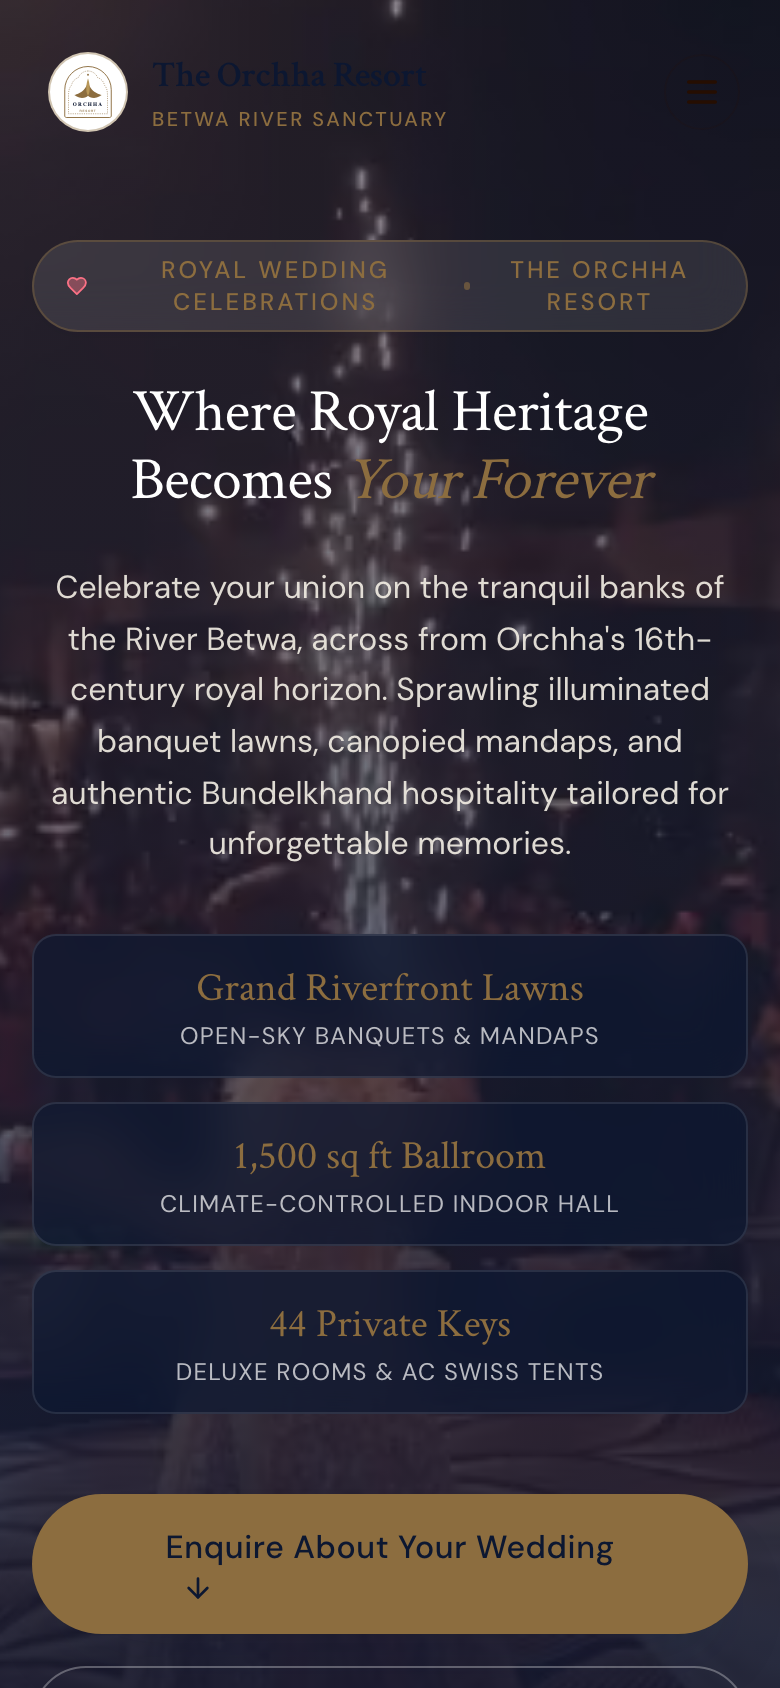 ORCHHA
RESORT
The Orchha Resort
BETWA RIVER SANCTUARY
ROYAL WEDDING CELEBRATIONS • THE ORCHHA RESORT
Where Royal Heritage
Becomes Your Forever
Celebrate your union on the tranquil banks of
the River Betwa, across from Orchha's 16th-
century royal horizon. Sprawling illuminated
banquet lawns, canopied mandaps, and
authentic Bundelkhand hospitality tailored for
unforgettable memories.
Grand Riverfront Lawns
OPEN-SKY BANQUETS & MANDAPS
1,500 sq ft Ballroom
CLIMATE-CONTROLLED INDOOR HALL
44 Private Keys
DELUXE ROOMS & AC SWISS TENTS
Enquire About Your Wedding
↓